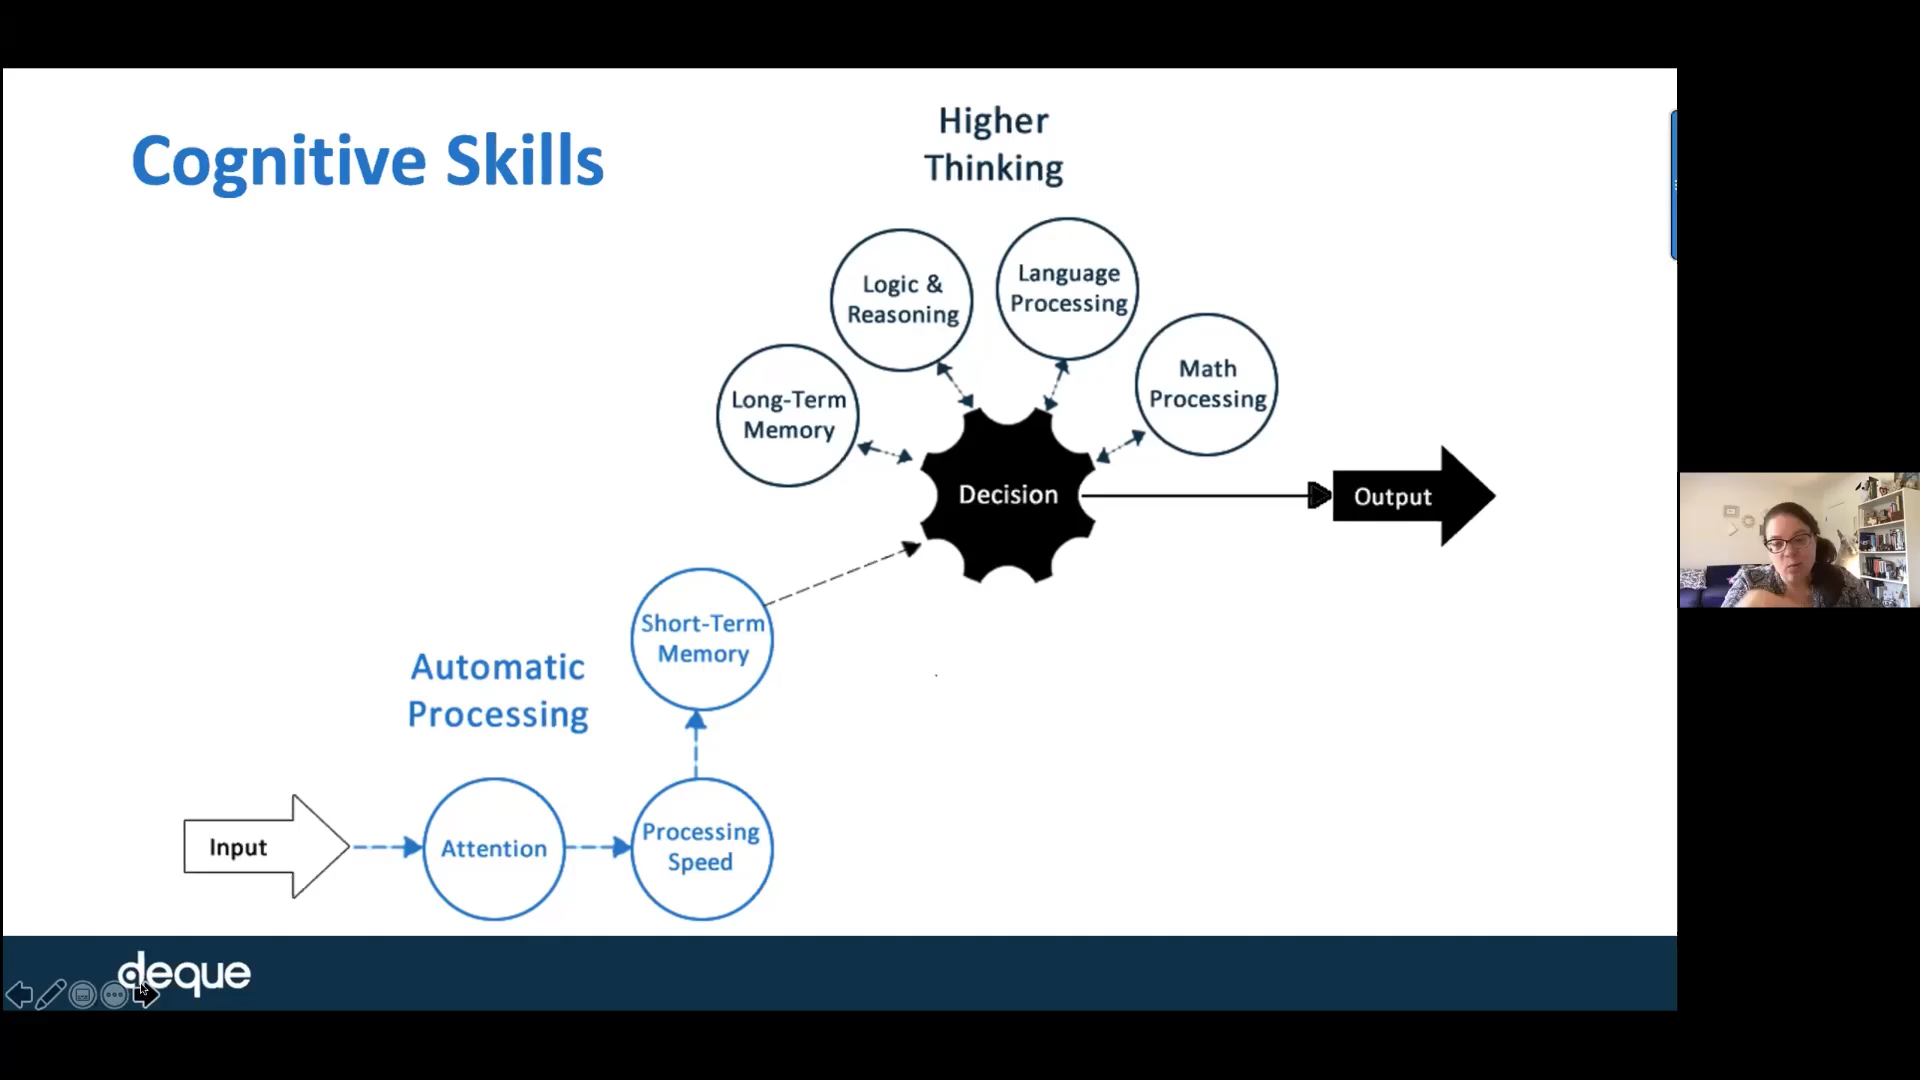 Cognitive Skills
Higher
Thinking
Logic &
Reasoning
Language
Processing
Long-Term
Memory
Math
Processing
Decision
Output
Short-Term
Memory
Automatic
Processing
Input
Attention
Processing
Speed
deque